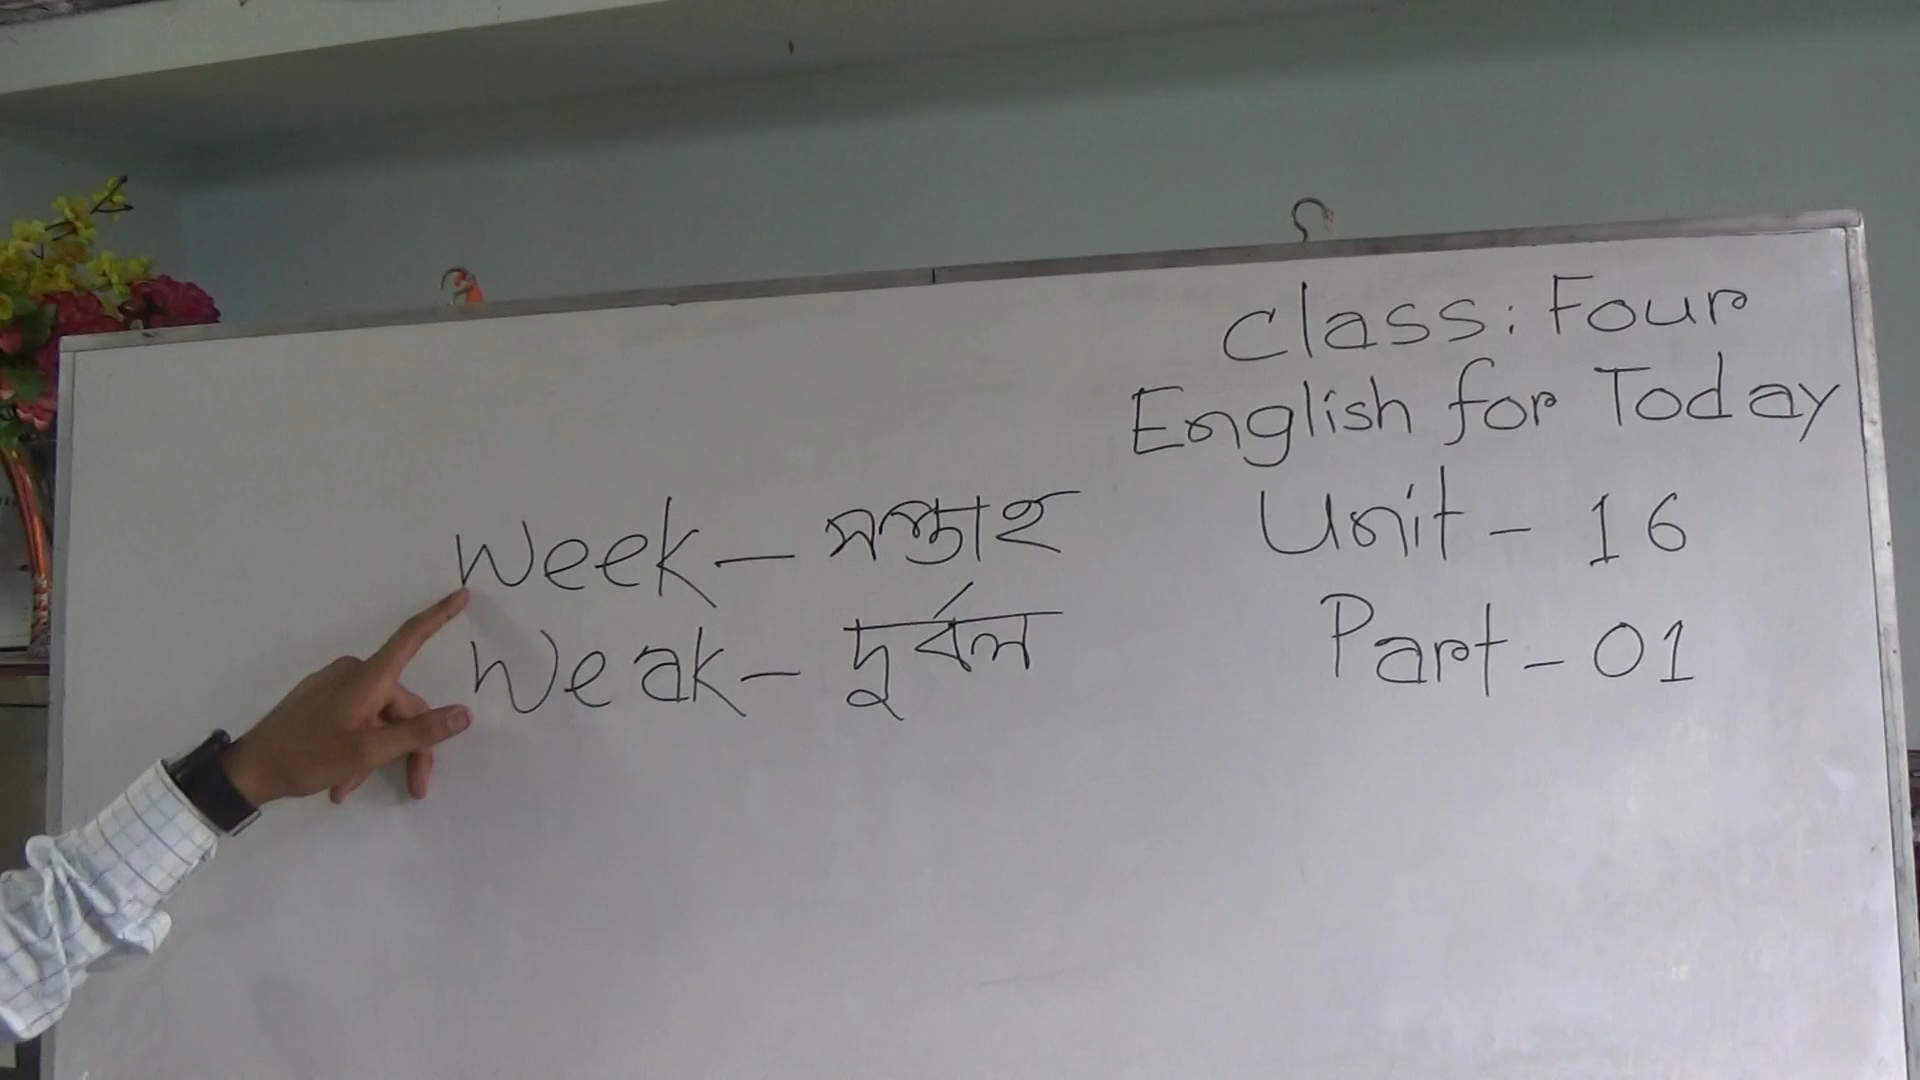 Class: Four
English for Today
Unit - 16
Part - 01
Week – সপ্তাহ
Weak – দুর্বল